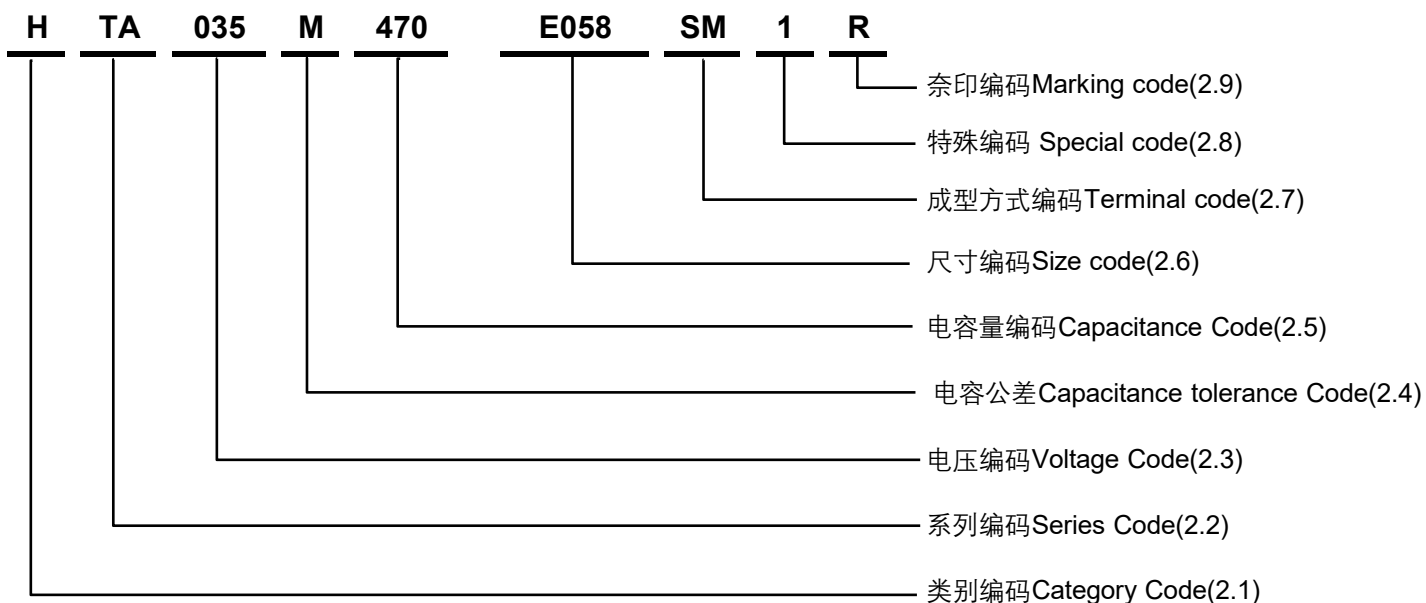 H TA 035 M 470 E058 SM 1 R
奈印编码Marking code(2.9)
特殊编码 Special code(2.8)
成型方式编码Terminal code(2.7)
尺寸编码Size code(2.6)
电容量编码Capacitance Code(2.5)
电容公差Capacitance tolerance Code(2.4)
电压编码Voltage Code(2.3)
系列编码Series Code(2.2)
类别编码Category Code(2.1)